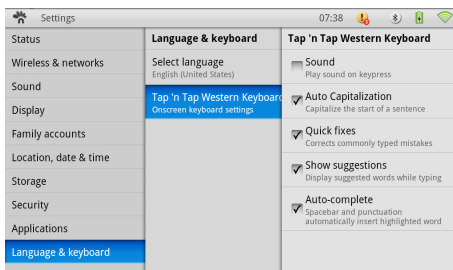 Settings
07:38
Status
Wireless & networks
Sound
Display
Family accounts
Location, date & time
Storage
Security
Applications
Language & keyboard
Language & keyboard
Select language
English (United States)
Tap 'n Tap Western Keyboard
Onscreen keyboard settings
Tap 'n Tap Western Keyboard
Sound
Play sound on keypress
Auto Capitalization
Capitalize the start of a sentence
Quick fixes
Corrects commonly typed mistakes
Show suggestions
Display suggested words while typing
Auto-complete
Spacebar and punctuation
automatically insert highlighted word